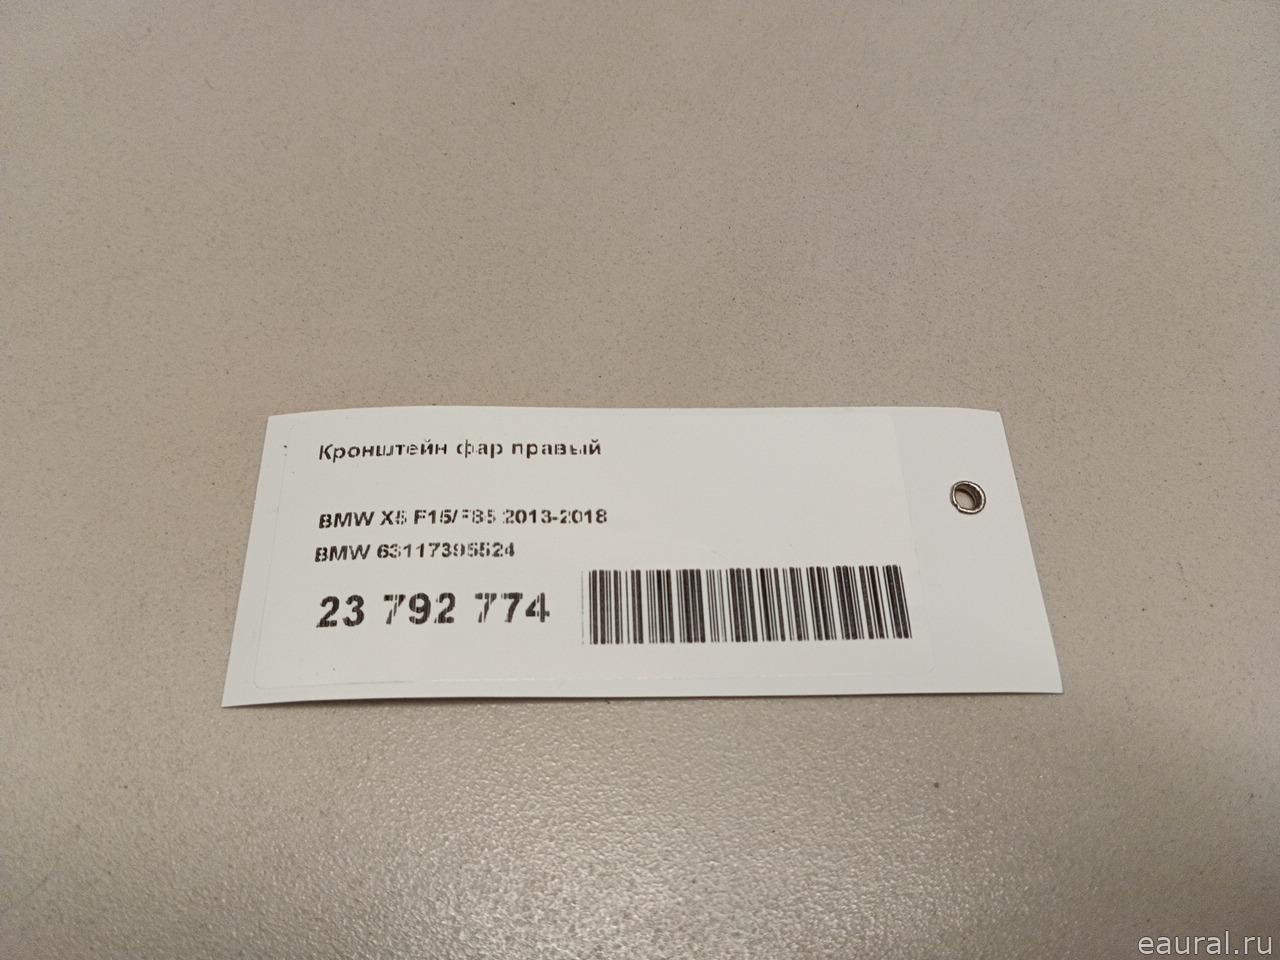 Кронштейн фар правый
BMW X5 F15/F85 2013-2018
BMW 63117395524
23 792 774
eaural.ru